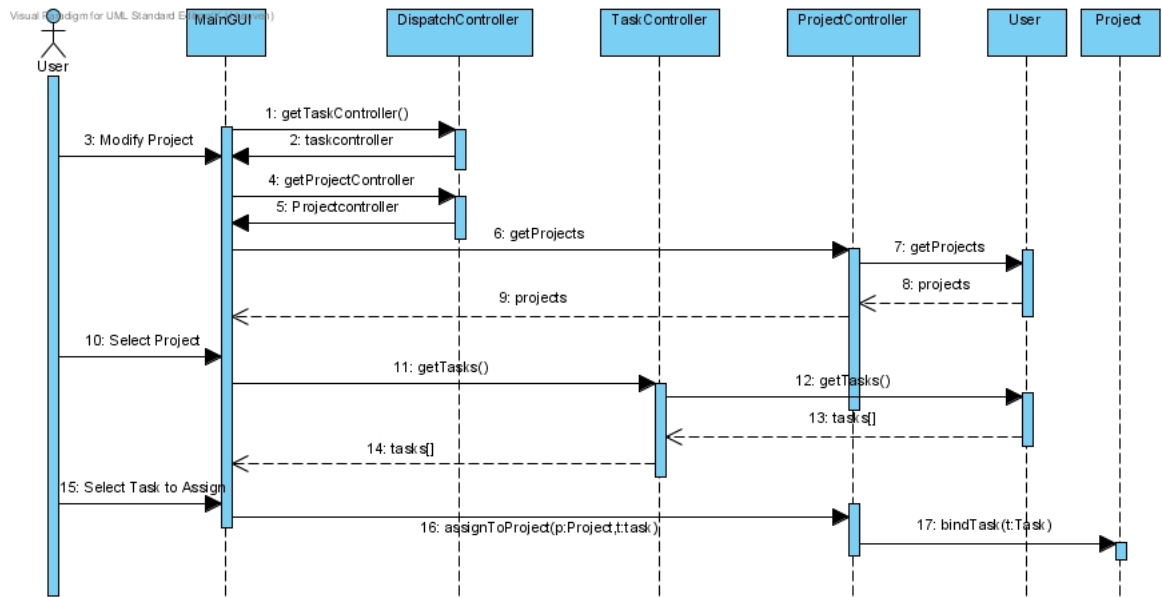 Visual Paradigm for UML Standard Edition
MainGUI
DispatchController
TaskController
ProjectController
User
Project
User
1: getTaskController()
3: Modify Project
2: taskcontroller
4: getProjectController
5: Projectcontroller
6: getProjects
7: getProjects
8: projects
9: projects
10: Select Project
11: getTasks()
12: getTasks()
13: tasks[]
14: tasks[]
15: Select Task to Assign
16: assignToProject(p:Project,t:task)
17: bindTask(t:Task)